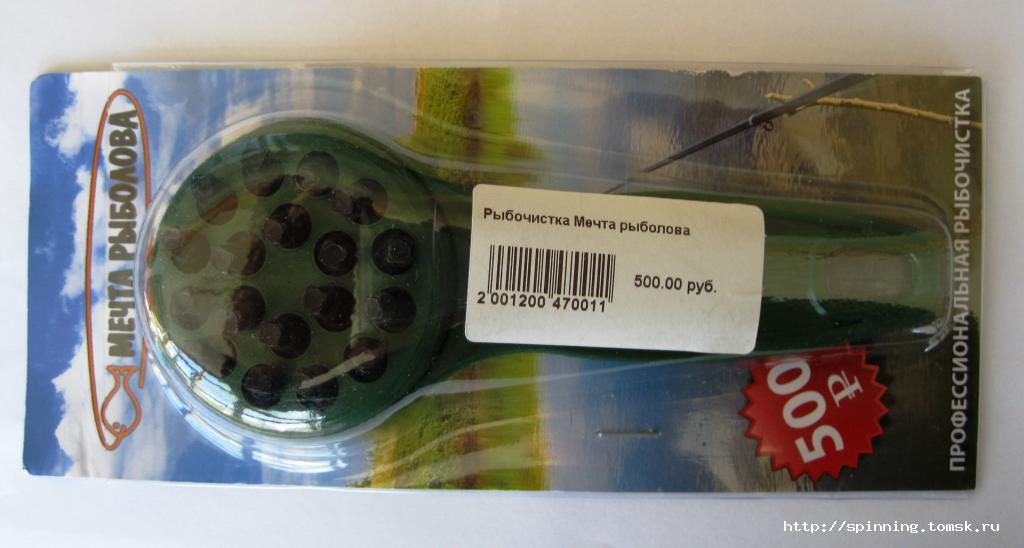 МЕЧТА РЫБОЛОВА
Рыбочистка Мечта рыболова
500.00 руб.
2 001200 470011
500 ₽
ПРОФЕССИОНАЛЬНАЯ РЫБОЧИСТКА
http://spinning.tomsk.ru